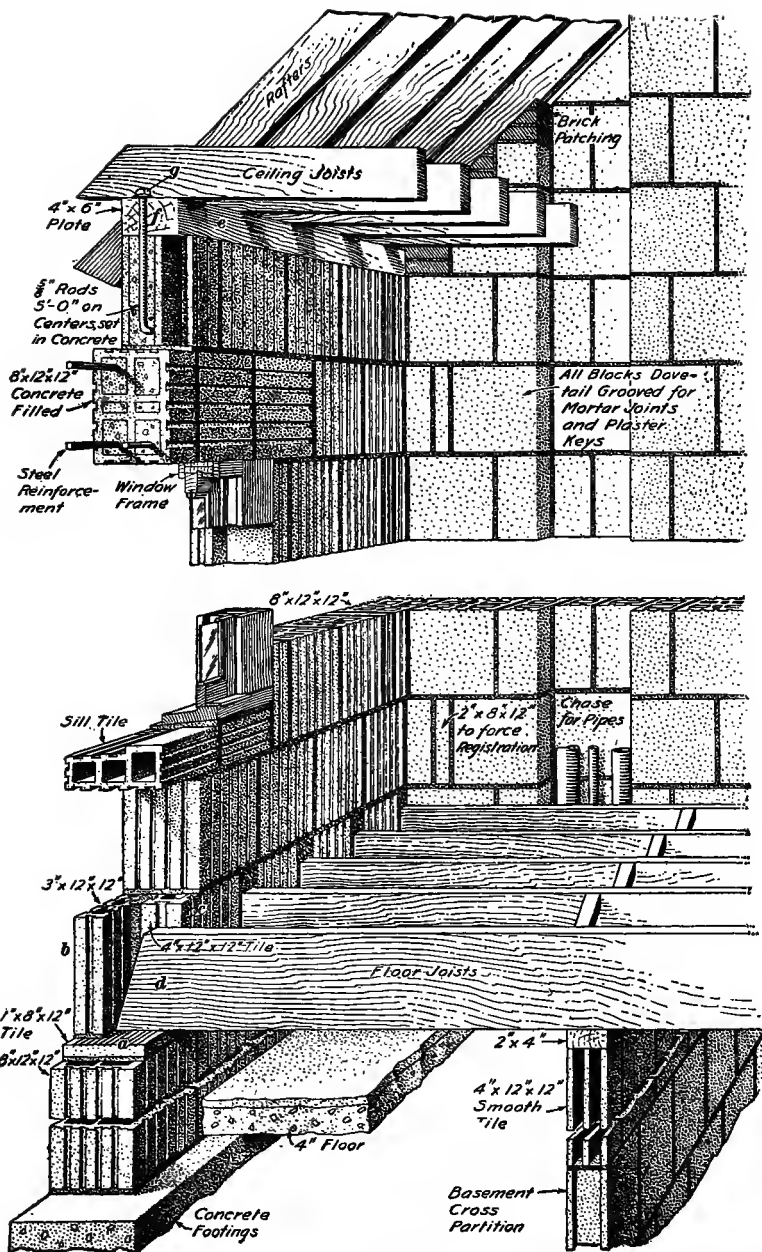 Rafters
Brick
Patching
g
Ceiling Joists
4"x 6"
Plate
f
e
5/8" Rods
5'-0" on
Centers, set
in Concrete
8"x12"x12"
Concrete
Filled
All Blocks Dove-
tail Grooved for
Mortar Joints
and Plaster
Keys
Steel
Reinforce-
ment
Window
Frame
8"x12"x12"
Sill Tile
2"x 8"x12"
to force
Registration
Chase
for Pipes
3"x12"x12"
b
4"x12"x12" Tile
d
Floor Joists
1"x8"x12"
Tile
a
8"x12"x12"
2"x 4"
4"x12"x12"
Smooth
Tile
4" Floor
Basement
Cross
Partition
Concrete
Footings